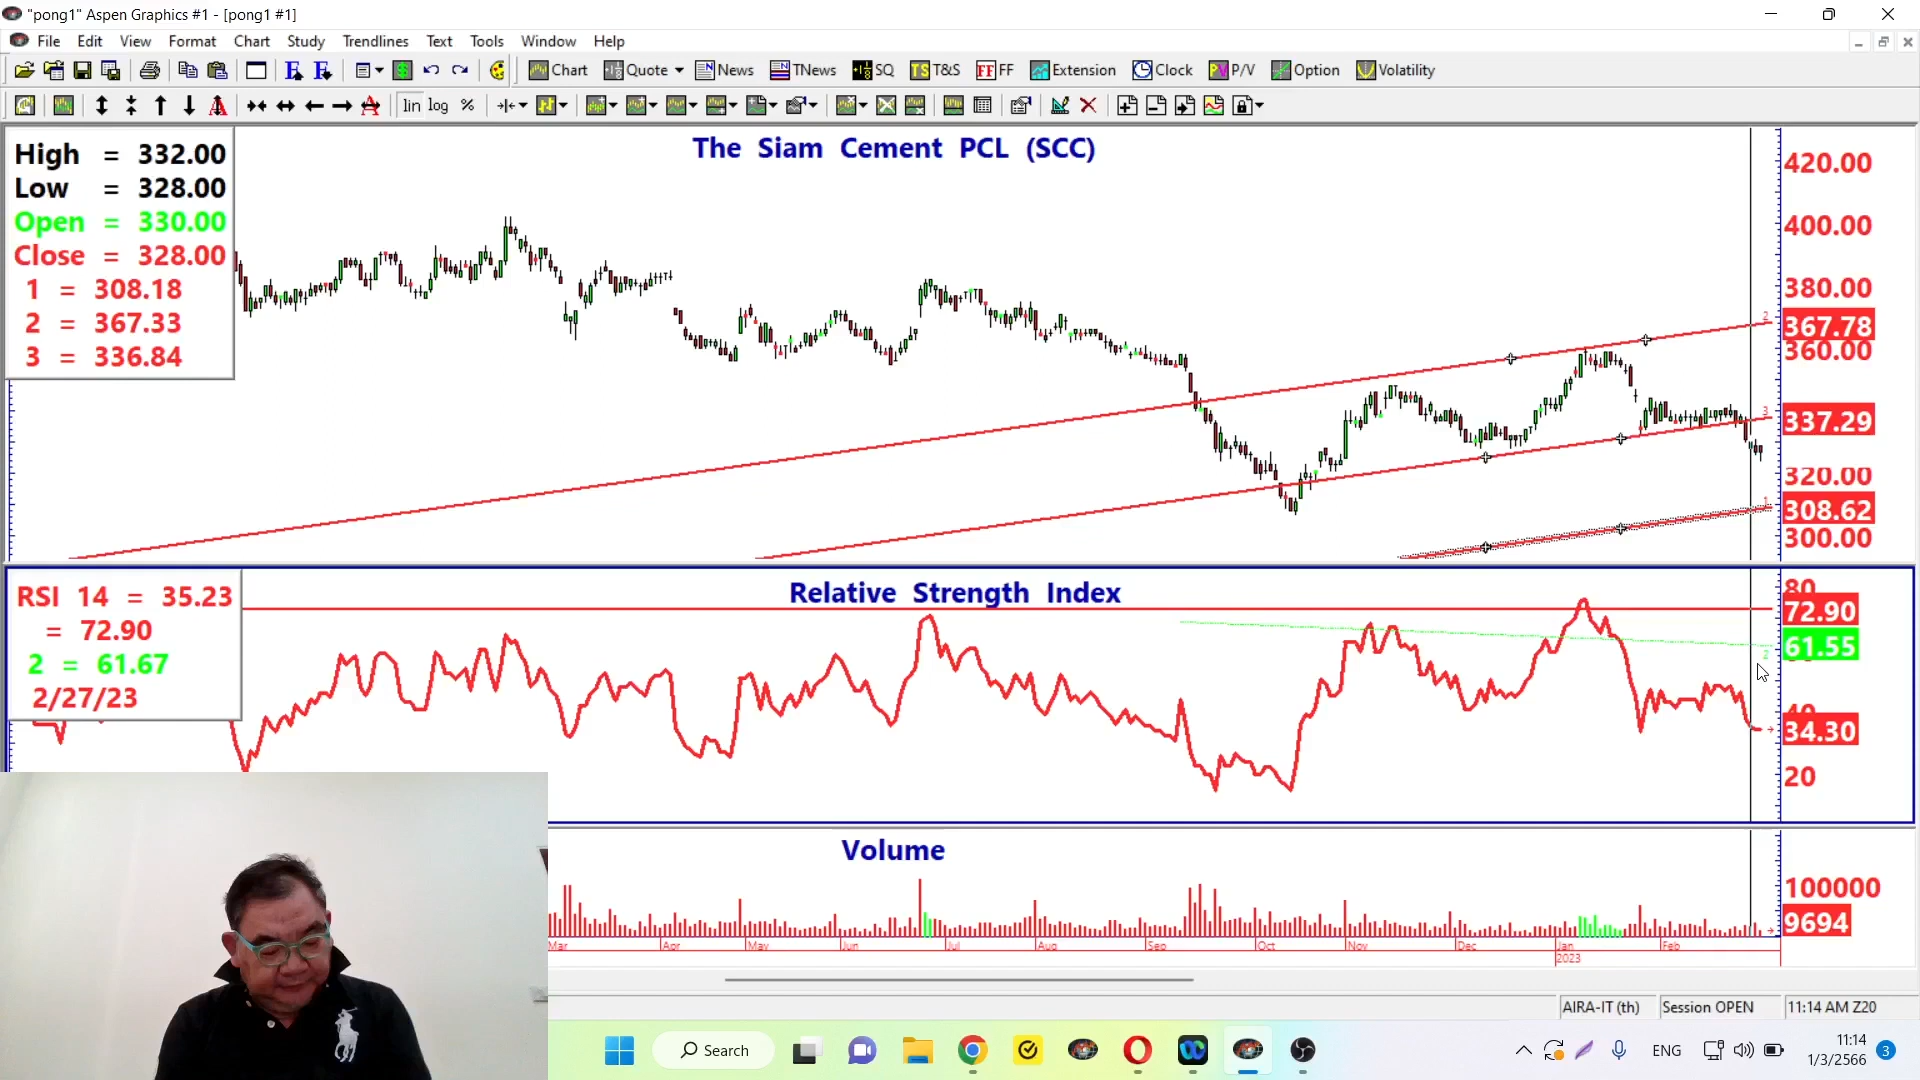 "pong1" Aspen Graphics #1 - [pong1 #1]
File Edit View Format Chart Study Trendlines Text Tools Window Help
Chart Quote News TNews SQ T&S FF Extension Clock P/V Option Volatility
lin log %
The Siam Cement PCL (SCC)
High = 332.00
Low = 328.00
Open = 330.00
Close = 328.00
1 = 308.18
2 = 367.33
3 = 336.84
420.00
400.00
380.00
2
367.78
360.00
3
337.29
320.00
1
308.62
300.00
Relative Strength Index
RSI 14 = 35.23
= 72.90
2 = 61.67
2/27/23
80
72.90
61.55
2
40
34.30
20
Volume
100000
9694
Mar Apr May Jun Jul Aug Sep Oct Nov Dec Jan Feb
2023
AIRA-IT (th) Session OPEN 11:14 AM Z20
Search
ENG
11:14
1/3/2566
3